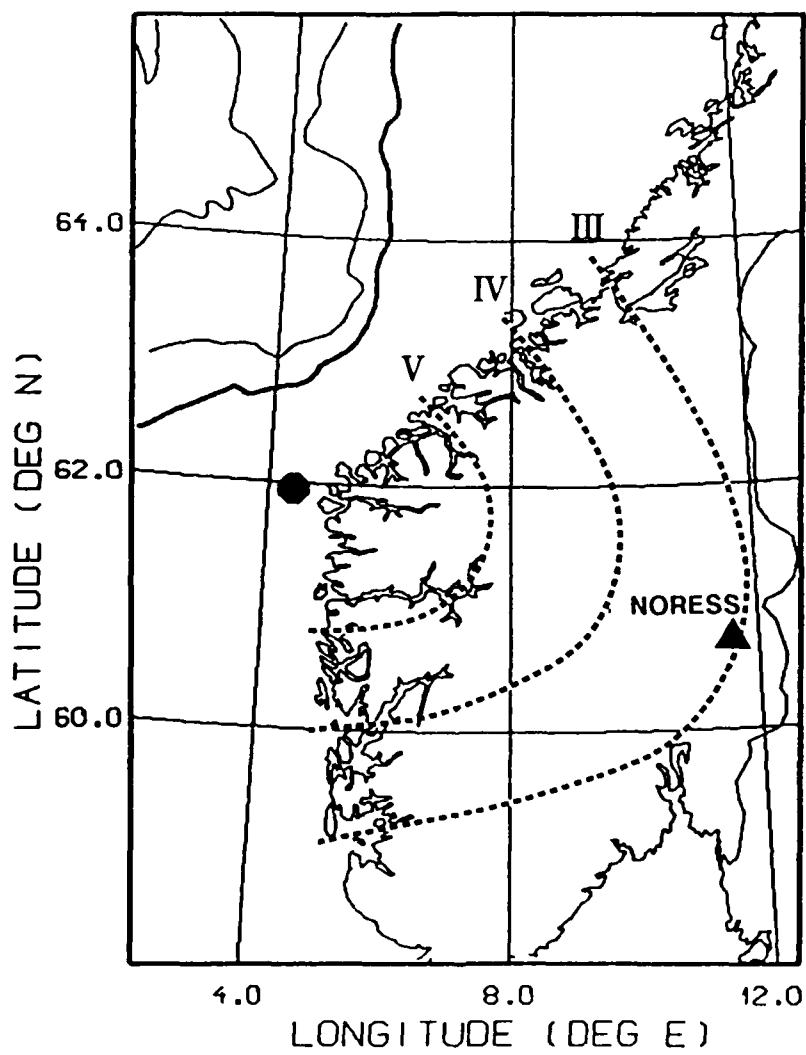 64.0
III
IV
V
62.0
NORESS
60.0
LATITUDE (DEG N)
4.0 8.0 12.0
LONGITUDE (DEG E)